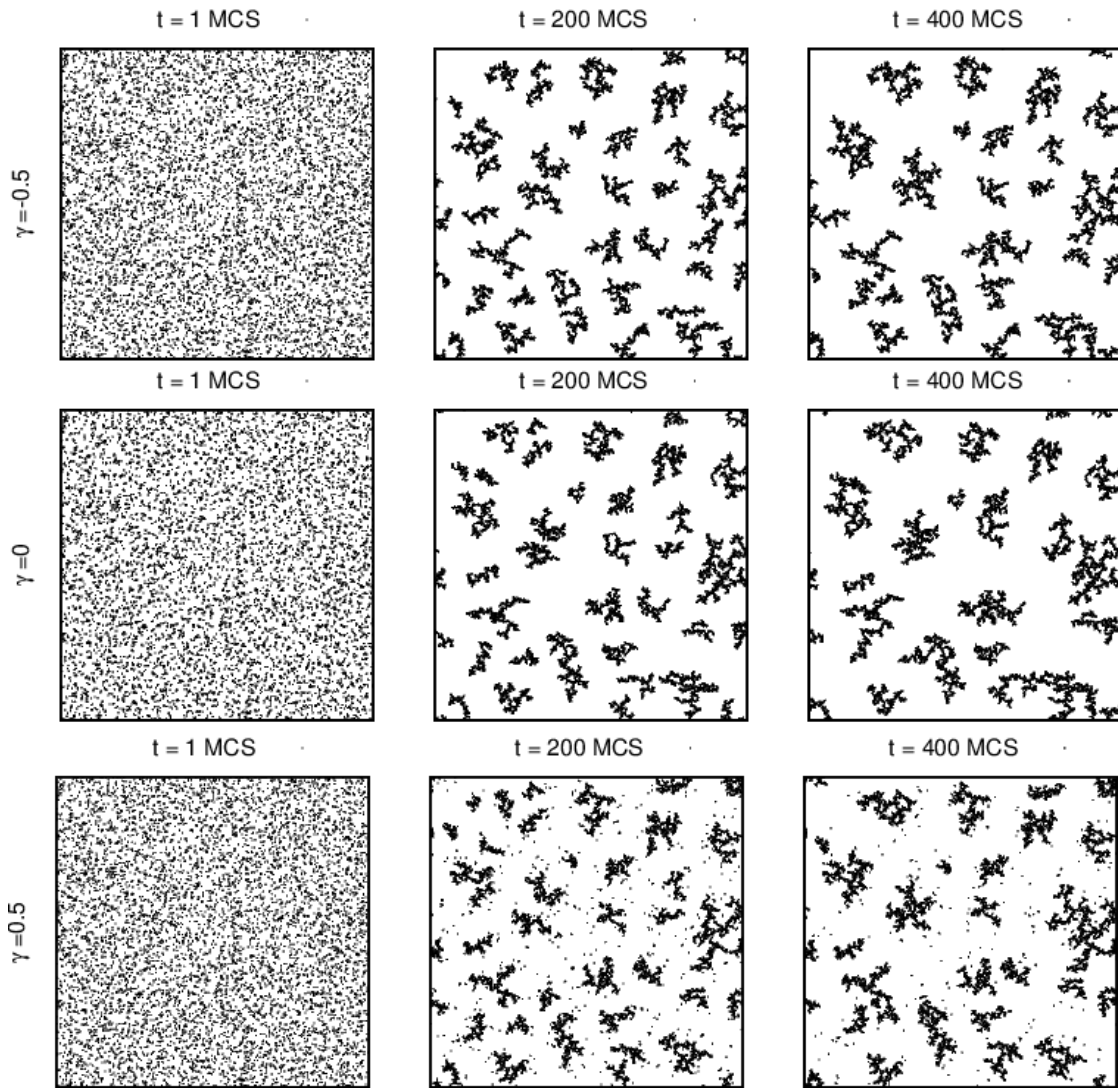 t = 1 MCS
t = 200 MCS
t = 400 MCS
γ=-0.5
t = 1 MCS
t = 200 MCS
t = 400 MCS
γ=0
t = 1 MCS
t = 200 MCS
t = 400 MCS
γ=0.5